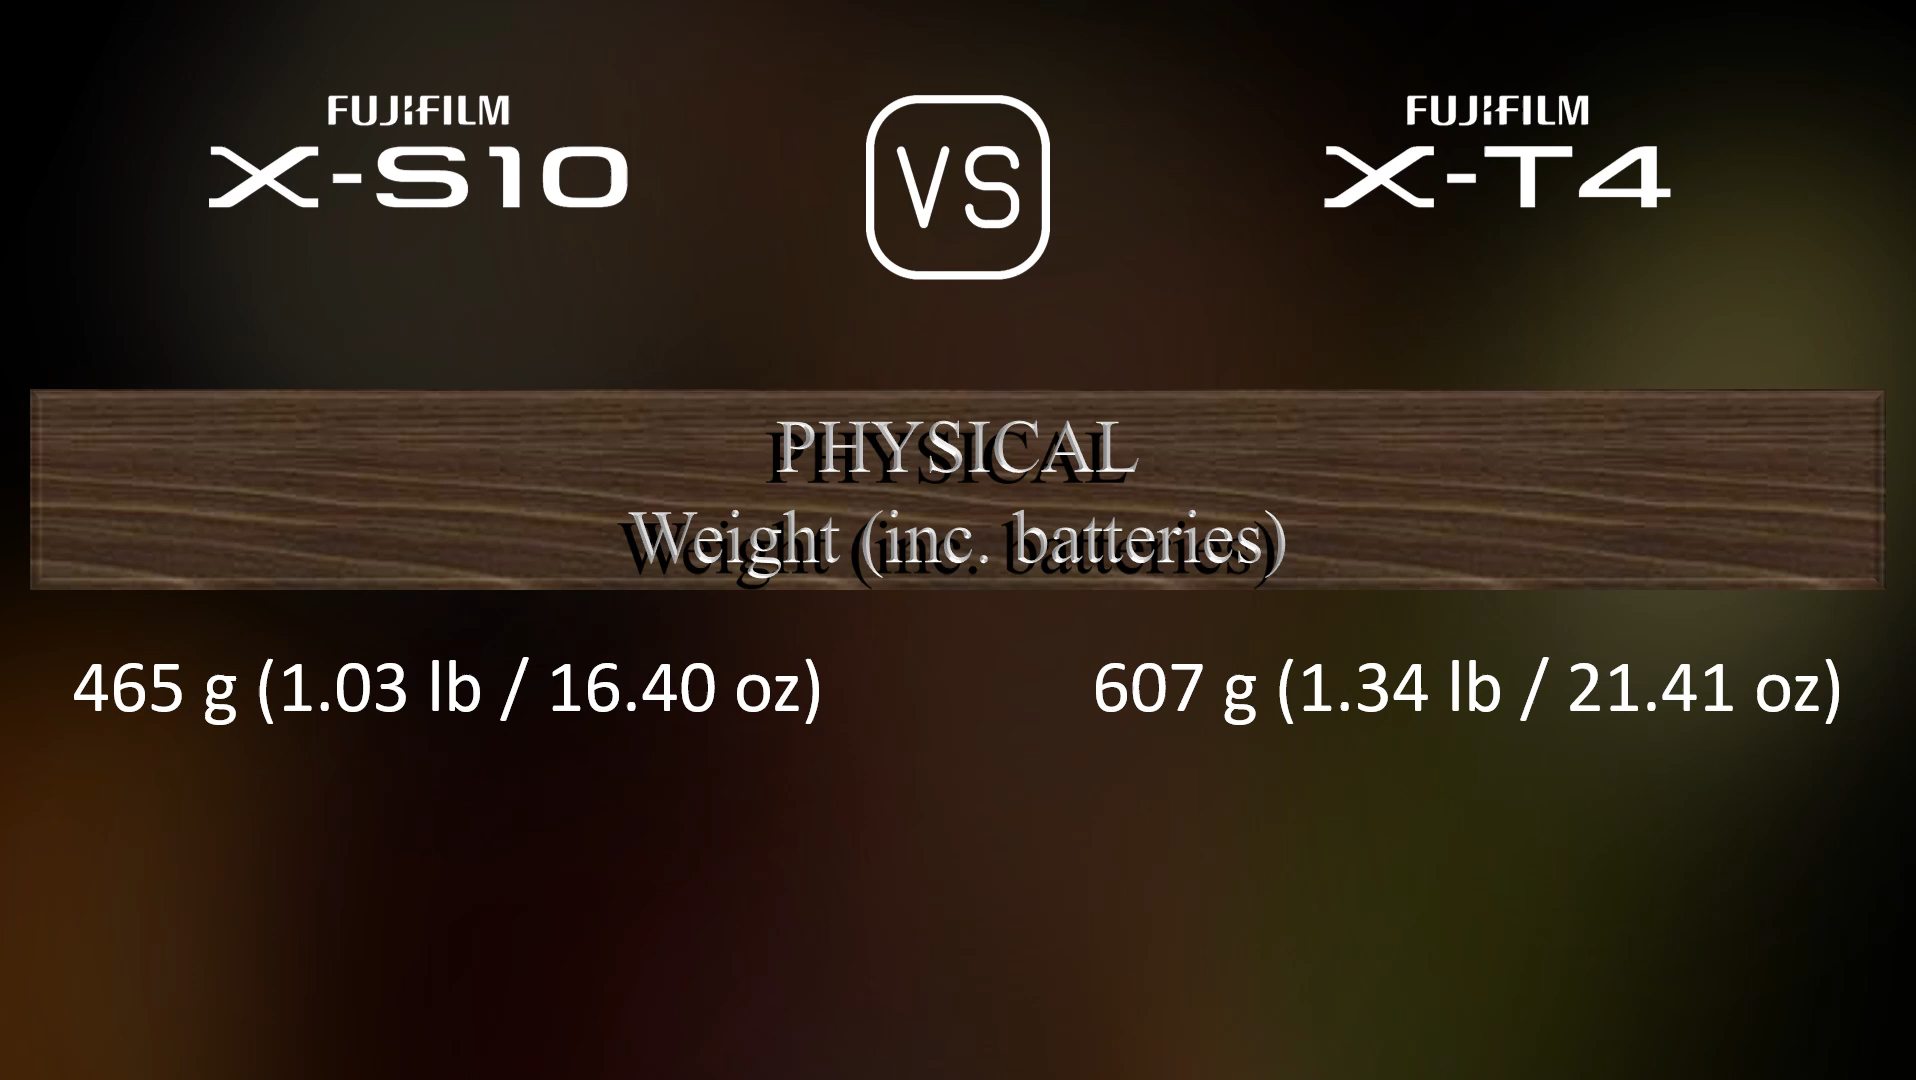 FUJIFILM
X-S10
VS
FUJIFILM
X-T4
PHYSICAL
Weight (inc. batteries)
465 g (1.03 lb / 16.40 oz)
607 g (1.34 lb / 21.41 oz)